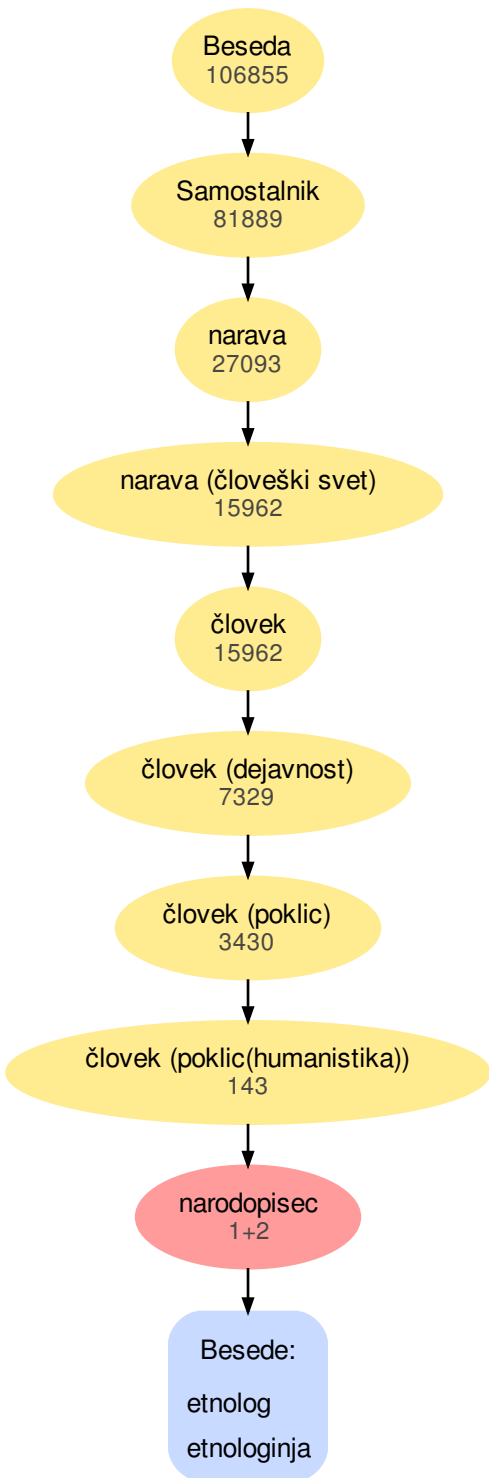 Beseda
106855
Samostalnik
81889
narava
27093
narava (človeški svet)
15962
človek
15962
človek (dejavnost)
7329
človek (poklic)
3430
človek (poklic(humanistika))
143
narodopisec
1+2
Besede:
etnolog
etnologinja